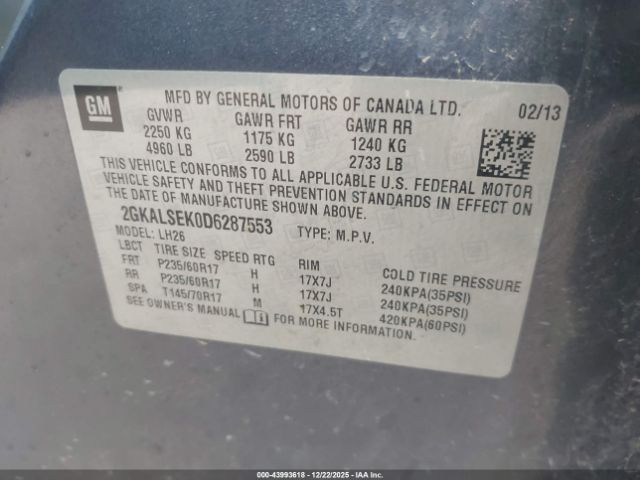 GM
MFD BY GENERAL MOTORS OF CANADA LTD. 02/13
GVWR GAWR FRT GAWR RR
2250 KG 1175 KG 1240 KG
4960 LB 2590 LB 2733 LB
THIS VEHICLE CONFORMS TO ALL APPLICABLE U.S. FEDERAL MOTOR
VEHICLE SAFETY AND THEFT PREVENTION STANDARDS IN EFFECT ON
THE DATE OF MANUFACTURE SHOWN ABOVE.
2GKALSEK0D6287553 TYPE: M.P.V.
MODEL: LH26
LBCT TIRE SIZE SPEED RTG RIM COLD TIRE PRESSURE
FRT P235/60R17 H 17X7J 240KPA(35PSI)
RR P235/60R17 H 17X7J 240KPA(35PSI)
SPA T145/70R17 M 17X4.5T 420KPA(60PSI)
SEE OWNER'S MANUAL FOR MORE INFORMATION.
000-43993618 - 12/22/2025 - COPYRIGHT IAA, LLC.